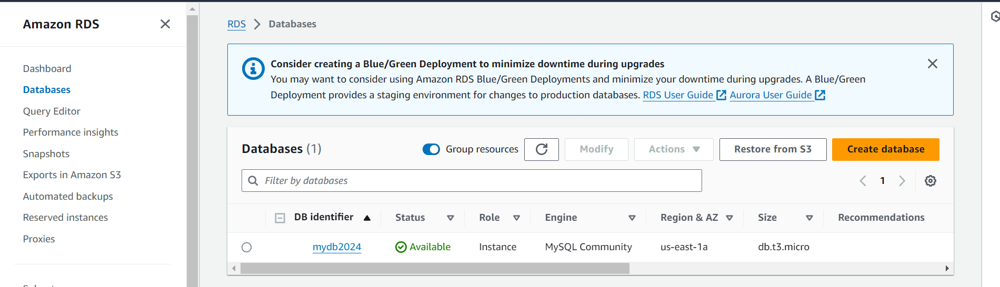 Amazon RDS
Dashboard
Databases
Query Editor
Performance insights
Snapshots
Exports in Amazon S3
Automated backups
Reserved instances
Proxies
RDS > Databases
Consider creating a Blue/Green Deployment to minimize downtime during upgrades
You may want to consider using Amazon RDS Blue/Green Deployments and minimize your downtime during upgrades. A Blue/Green
Deployment provides a staging environment for changes to production databases. RDS User Guide Aurora User Guide
Databases (1) Group resources Modify Actions Restore from S3 Create database
Filter by databases 1
DB identifier Status Role Engine Region & AZ Size Recommendations
mydb2024 Available Instance MySQL Community us-east-1a db.t3.micro